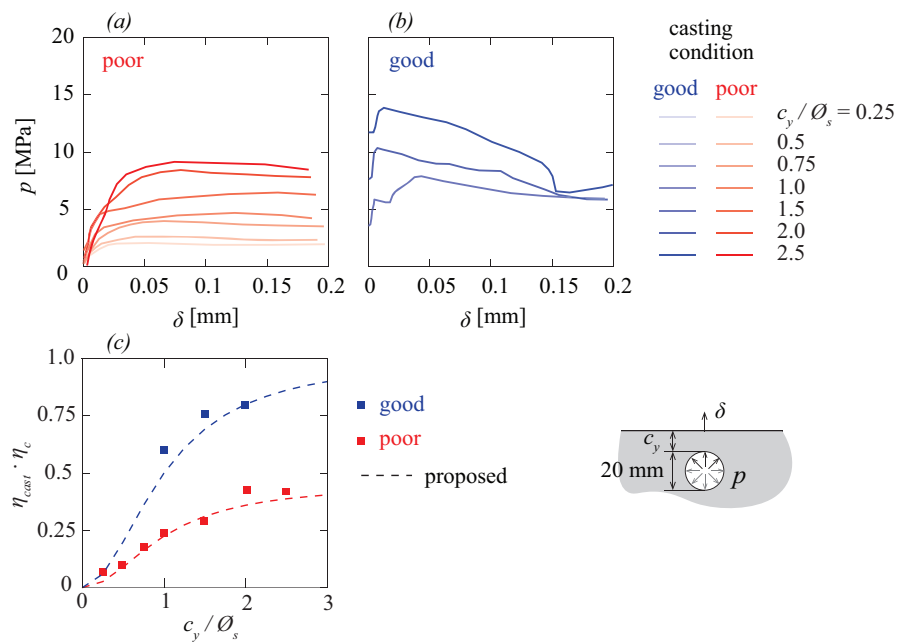 (a)
(b)
casting
condition
good poor
c_y / Ø_s = 0.25
0.5
0.75
1.0
1.5
2.0
2.5
20
15
10
5
0
p [MPa]
poor
0 0.05 0.1 0.15 0.2
δ [mm]
good
0 0.05 0.1 0.15 0.2
δ [mm]
(c)
1.0
0.75
0.5
0.25
0
η_cast · η_c
0 1 2 3
c_y / Ø_s
good
poor
proposed
δ
c_y
20 mm
p